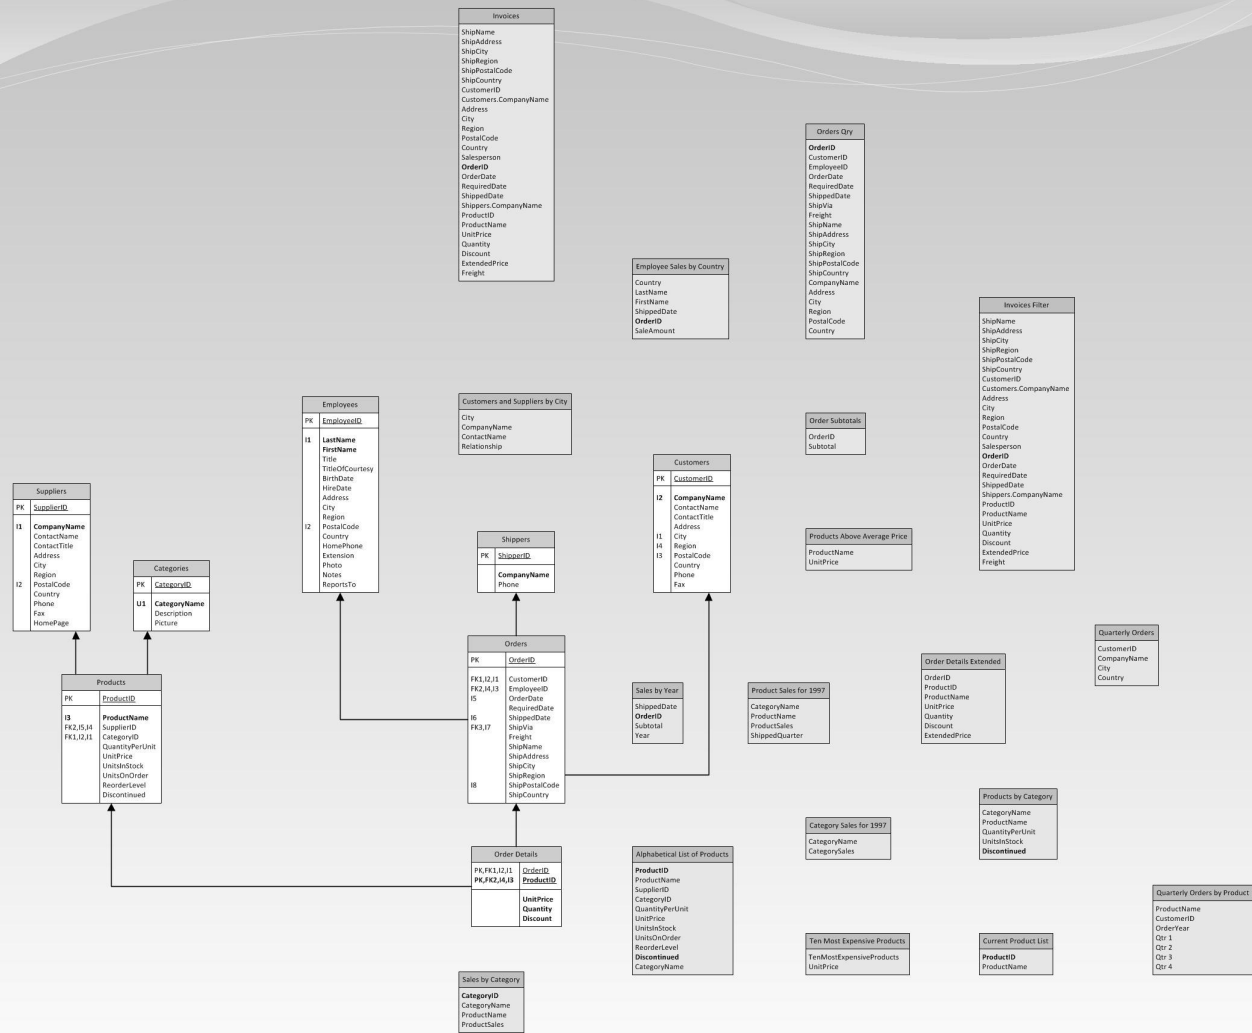 Invoices
ShipName
ShipAddress
ShipCity
ShipRegion
ShipPostalCode
ShipCountry
CustomerID
Customers.CompanyName
Address
City
Region
PostalCode
Country
Salesperson
OrderID
OrderDate
RequiredDate
ShippedDate
Shippers.CompanyName
ProductID
ProductName
UnitPrice
Quantity
Discount
ExtendedPrice
Freight
Orders Qry
OrderID
CustomerID
EmployeeID
OrderDate
RequiredDate
ShippedDate
ShipVia
Freight
ShipName
ShipAddress
ShipCity
ShipRegion
ShipPostalCode
ShipCountry
CompanyName
Address
City
Region
PostalCode
Country
Employee Sales by Country
Country
LastName
FirstName
ShippedDate
OrderID
SaleAmount
Invoices Filter
ShipName
ShipAddress
ShipCity
ShipRegion
ShipPostalCode
ShipCountry
CustomerID
Customers.CompanyName
Address
City
Region
PostalCode
Country
Salesperson
OrderID
OrderDate
RequiredDate
ShippedDate
Shippers.CompanyName
ProductID
ProductName
UnitPrice
Quantity
Discount
ExtendedPrice
Freight
Employees
PK EmployeeID
I1 LastName
FirstName
Title
TitleOfCourtesy
BirthDate
HireDate
Address
City
Region
I2 PostalCode
Country
HomePhone
Extension
Photo
Notes
ReportsTo
Customers and Suppliers by City
City
CompanyName
ContactName
Relationship
Order Subtotals
OrderID
Subtotal
Customers
PK CustomerID
I2 CompanyName
ContactName
ContactTitle
Address
I1 City
I4 Region
I3 PostalCode
Country
Phone
Fax
Suppliers
PK SupplierID
I1 CompanyName
ContactName
ContactTitle
Address
City
Region
I2 PostalCode
Country
Phone
Fax
HomePage
Categories
PK CategoryID
U1 CategoryName
Description
Picture
Shippers
PK ShipperID
CompanyName
Phone
Products Above Average Price
ProductName
UnitPrice
Orders
PK OrderID
FK1,I2,I1 CustomerID
FK2,I4,I3 EmployeeID
I5 OrderDate
RequiredDate
I6 ShippedDate
FK3,I7 ShipVia
Freight
ShipName
ShipAddress
ShipCity
ShipRegion
I8 ShipPostalCode
ShipCountry
Quarterly Orders
CustomerID
CompanyName
City
Country
Products
PK ProductID
I3 ProductName
FK2,I5,I4 SupplierID
FK1,I2,I1 CategoryID
QuantityPerUnit
UnitPrice
UnitsInStock
UnitsOnOrder
ReorderLevel
Discontinued
Sales by Year
ShippedDate
OrderID
Subtotal
Year
Product Sales for 1997
CategoryName
ProductName
ProductSales
ShippedQuarter
Order Details Extended
OrderID
ProductID
ProductName
UnitPrice
Quantity
Discount
ExtendedPrice
Category Sales for 1997
CategoryName
CategorySales
Products by Category
CategoryName
ProductName
QuantityPerUnit
UnitsInStock
Discontinued
Order Details
PK,FK1,I2,I1 OrderID
PK,FK2,I4,I3 ProductID
UnitPrice
Quantity
Discount
Alphabetical List of Products
ProductID
ProductName
SupplierID
CategoryID
QuantityPerUnit
UnitPrice
UnitsInStock
UnitsOnOrder
ReorderLevel
Discontinued
CategoryName
Quarterly Orders by Product
ProductName
CustomerID
OrderYear
Qtr 1
Qtr 2
Qtr 3
Qtr 4
Ten Most Expensive Products
TenMostExpensiveProducts
UnitPrice
Current Product List
ProductID
ProductName
Sales by Category
CategoryID
CategoryName
ProductName
ProductSales